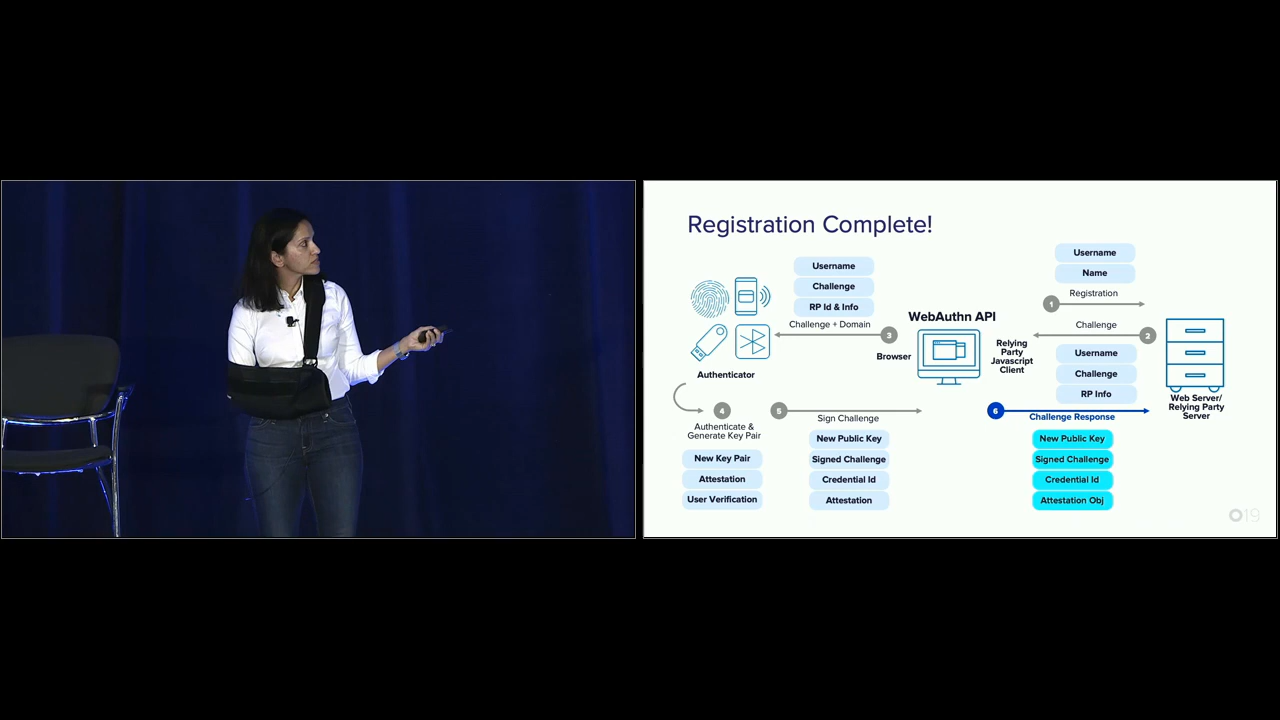 Registration Complete!
Username
Challenge
RP Id & Info
Challenge + Domain
3
Authenticator
4
Authenticate &
Generate Key Pair
New Key Pair
Attestation
User Verification
5
Sign Challenge
New Public Key
Signed Challenge
Credential Id
Attestation
WebAuthn API
Browser
Relying
Party
Javascript
Client
Username
Name
Registration
1
Challenge
2
Username
Challenge
RP Info
Web Server/
Relying Party
Server
6
Challenge Response
New Public Key
Signed Challenge
Credential Id
Attestation Obj
O19